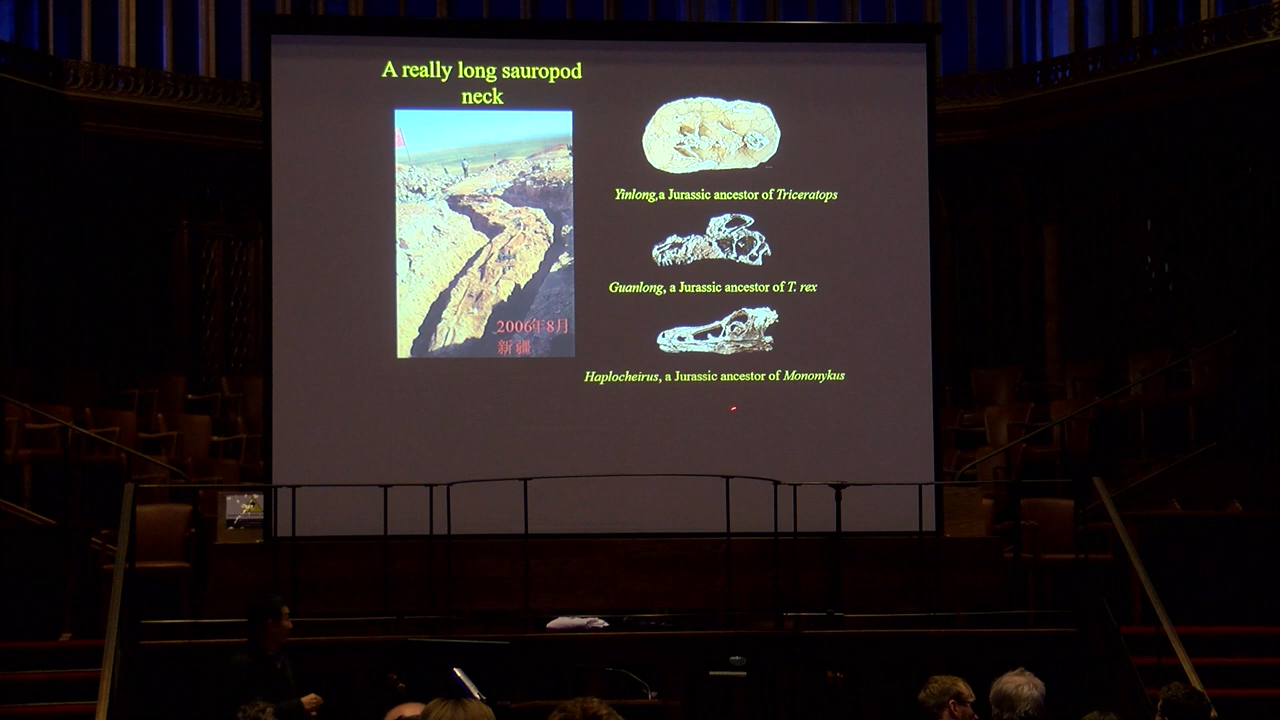 A really long sauropod
neck
2006年8月
新疆
Yinlong,a Jurassic ancestor of Triceratops
Guanlong, a Jurassic ancestor of T. rex
Haplocheirus, a Jurassic ancestor of Mononykus